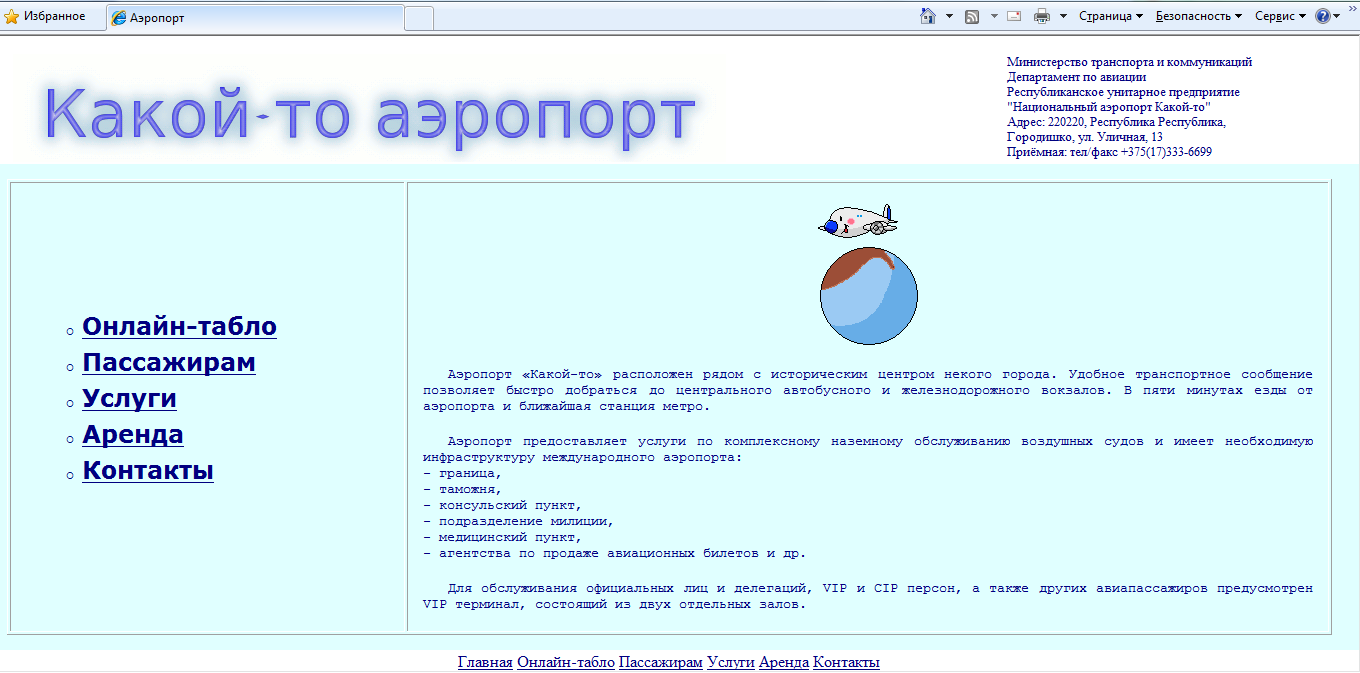 Избранное
Аэропорт
Страница
Безопасность
Сервис
Какой-то аэропорт
Министерство транспорта и коммуникаций
Департамент по авиации
Республиканское унитарное предприятие
"Национальный аэропорт Какой-то"
Адрес: 220220, Республика Республика,
Городишко, ул. Уличная, 13
Приёмная: тел/факс +375(17)333-6699
Онлайн-табло
Пассажирам
Услуги
Аренда
Контакты
Аэропорт «Какой-то» расположен рядом с историческим центром некого города. Удобное транспортное сообщение
позволяет быстро добраться до центрального автобусного и железнодорожного вокзалов. В пяти минутах езды от
аэропорта и ближайшая станция метро.
Аэропорт предоставляет услуги по комплексному наземному обслуживанию воздушных судов и имеет необходимую
инфраструктуру международного аэропорта:
- граница,
- таможня,
- консульский пункт,
- подразделение милиции,
- медицинский пункт,
- агентства по продаже авиационных билетов и др.
Для обслуживания официальных лиц и делегаций, VIP и CIP персон, а также других авиапассажиров предусмотрен
VIP терминал, состоящий из двух отдельных залов.
Главная Онлайн-табло Пассажирам Услуги Аренда Контакты